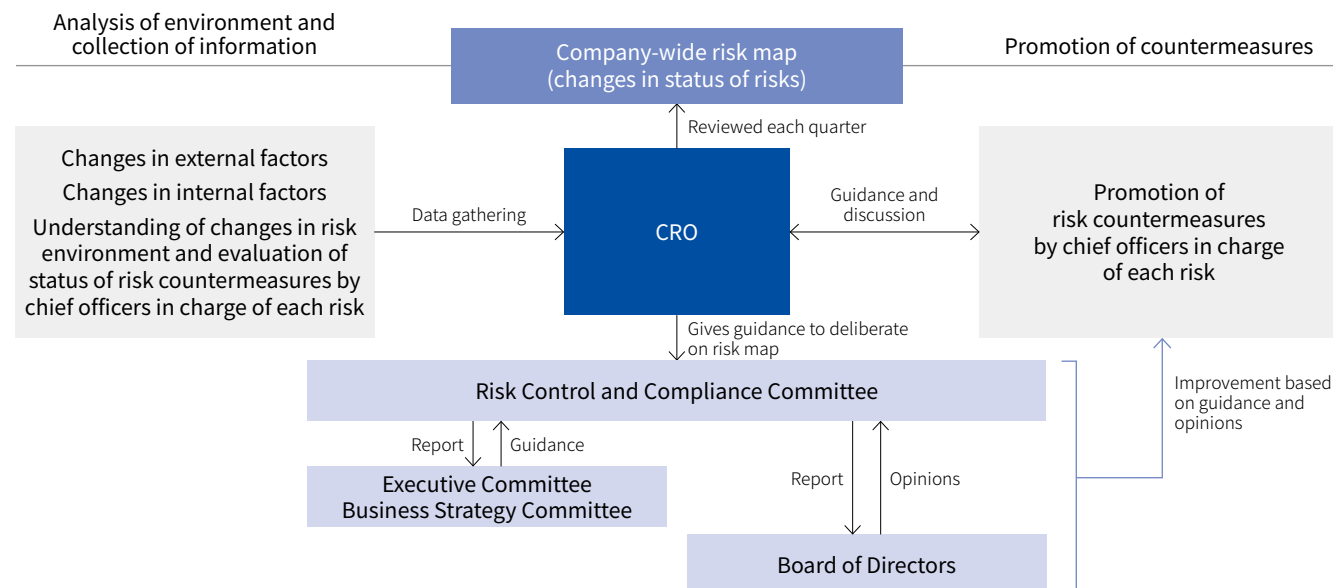 Analysis of environment and
collection of information
Company-wide risk map
(changes in status of risks)
Promotion of countermeasures
Reviewed each quarter
Changes in external factors
Changes in internal factors
Understanding of changes in risk
environment and evaluation of
status of risk countermeasures by
chief officers in charge of each risk
Data gathering
CRO
Guidance and
discussion
Promotion of
risk countermeasures
by chief officers in charge
of each risk
Gives guidance to deliberate
on risk map
Risk Control and Compliance Committee
Improvement based
on guidance and
opinions
Report
Guidance
Executive Committee
Business Strategy Committee
Report
Opinions
Board of Directors